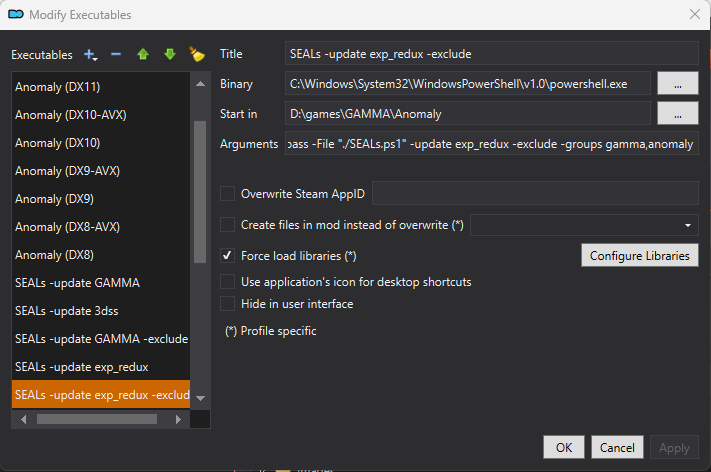 Modify Executables
Executables
Anomaly (DX11)
Anomaly (DX10-AVX)
Anomaly (DX10)
Anomaly (DX9-AVX)
Anomaly (DX9)
Anomaly (DX8-AVX)
Anomaly (DX8)
SEALs -update GAMMA
SEALs -update 3dss
SEALs -update GAMMA -exclude
SEALs -update exp_redux
SEALs -update exp_redux -exclud
Title
SEALs -update exp_redux -exclude
Binary
C:\Windows\System32\WindowsPowerShell\v1.0\powershell.exe
...
Start in
D:\games\GAMMA\Anomaly
...
Arguments
pass -File "./SEALs.ps1" -update exp_redux -exclude -groups gamma,anomaly
Overwrite Steam AppID
Create files in mod instead of overwrite (*)
Force load libraries (*)
Configure Libraries
Use application's icon for desktop shortcuts
Hide in user interface
(*) Profile specific
OK
Cancel
Apply